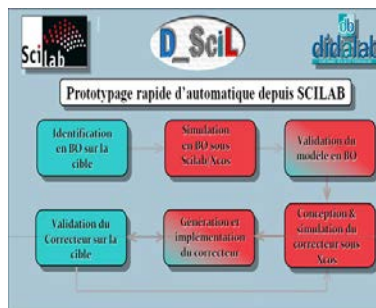 Scilab
D_SciL
db
didalab
Prototypage rapide d'automatique depuis SCILAB
Identification
en BO sur la
cible
Simulation
en BO sous
Scilab Xcos
Validation du
modèle en BO
Validation du
Correcteur sur la
cible
Génération et
implementation
du correcteur
Conception &
simulation du
correcteur sous
Xcos